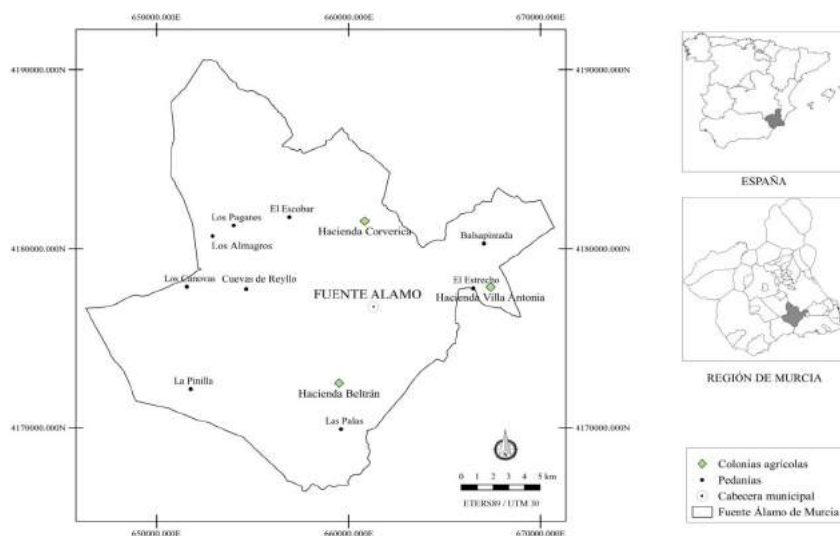 650000.000E
660000.000E
670000.000E
4190000.000N
4190000.000N
Los Paganes
El Escobar
Hacienda Corverica
Los Almagros
Balsapintada
4180000.000N
4180000.000N
Los Cánovas
Cuevas de Reyllo
El Estrecho
Hacienda Villa Antonia
FUENTE ALAMO
La Pinilla
Hacienda Beltrán
Las Palas
4170000.000N
4170000.000N
0 1 2 3 4 5 km
ETERS89 / UTM 30
650000.000E
660000.000E
670000.000E
ESPAÑA
REGIÓN DE MURCIA
Colonias agrícolas
Pedanías
Cabecera municipal
Fuente Álamo de Murcia